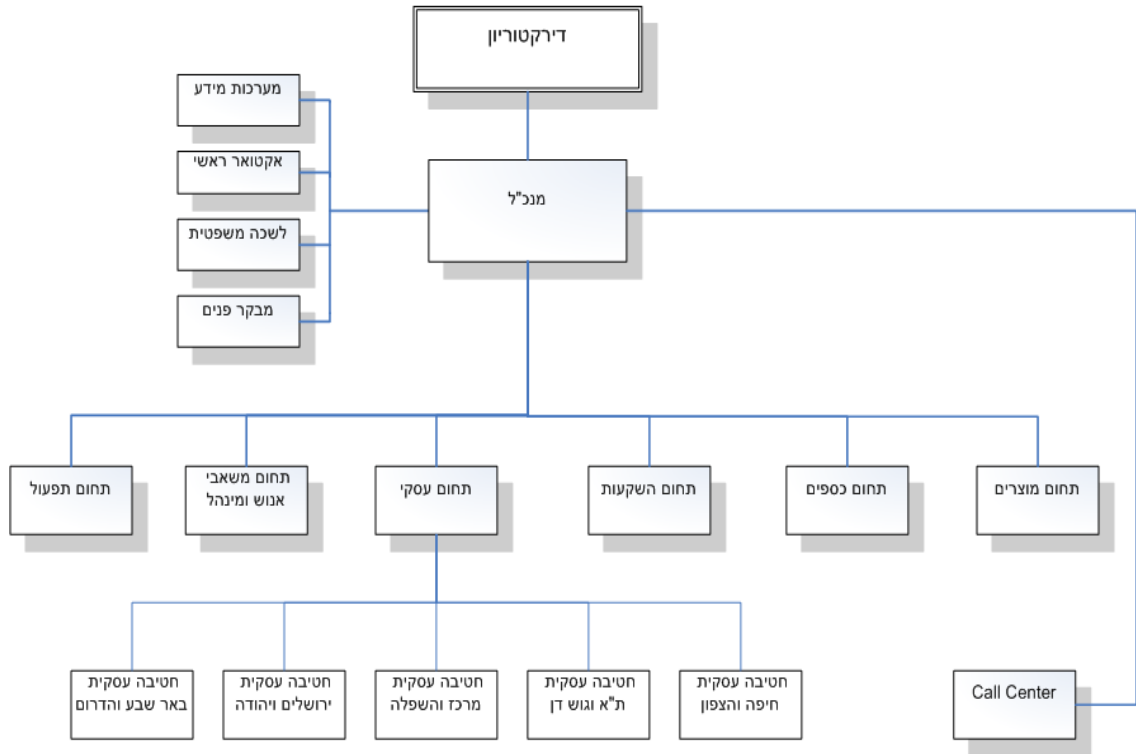 דירקטוריון
מערכות מידע
אקטואר ראשי
לשכה משפטית
מבקר פנים
מנכ"ל
תחום מוצרים
תחום כספים
תחום השקעות
תחום עסקי
תחום משאבי
אנוש ומינהל
תחום תפעול
חטיבה עסקית
חיפה והצפון
חטיבה עסקית
ת"א וגוש דן
חטיבה עסקית
מרכז והשפלה
חטיבה עסקית
ירושלים ויהודה
חטיבה עסקית
באר שבע והדרום
Call Center